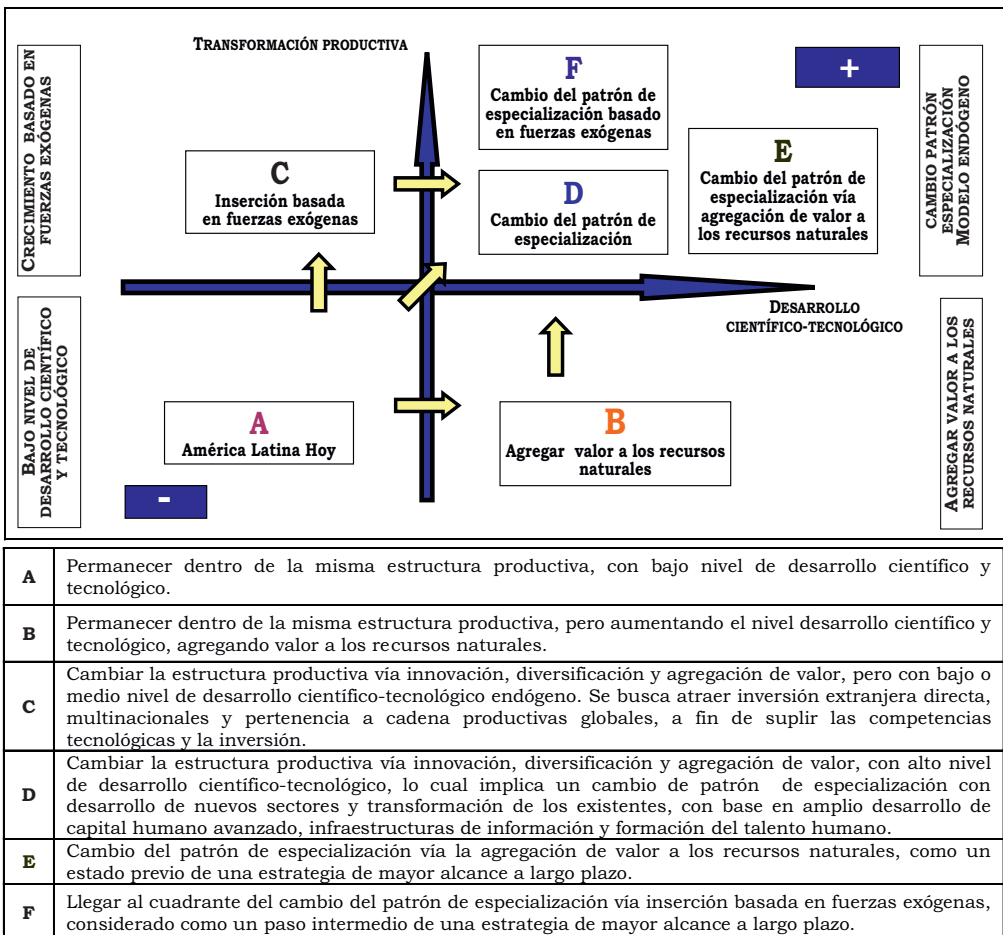 TRANSFORMACIÓN PRODUCTIVA
CRECIMIENTO BASADO EN
FUERZAS EXÓGENAS
F
Cambio del patrón de
especialización basado
en fuerzas exógenas
+
CAMBIO PATRÓN
ESPECIALIZACIÓN
MODELO ENDÓGENO
C
Inserción basada
en fuerzas exógenas
D
Cambio del patrón de
especialización
E
Cambio del patrón de
especialización vía
agregación de valor a
los recursos naturales
DESARROLLO
CIENTÍFICO-TECNOLÓGICO
BAJO NIVEL DE
DESARROLLO CIENTÍFICO
Y TECNOLÓGICO
A
América Latina Hoy
B
Agregar valor a los recursos
naturales
AGREGAR VALOR A LOS
RECURSOS NATURALES
-
A
Permanecer dentro de la misma estructura productiva, con bajo nivel de desarrollo científico y
tecnológico.
B
Permanecer dentro de la misma estructura productiva, pero aumentando el nivel desarrollo científico y
tecnológico, agregando valor a los recursos naturales.
C
Cambiar la estructura productiva vía innovación, diversificación y agregación de valor, pero con bajo o
medio nivel de desarrollo científico-tecnológico endógeno. Se busca atraer inversión extranjera directa,
multinacionales y pertenencia a cadena productivas globales, a fin de suplir las competencias
tecnológicas y la inversión.
D
Cambiar la estructura productiva vía innovación, diversificación y agregación de valor, con alto nivel
de desarrollo científico-tecnológico, lo cual implica un cambio de patrón de especialización con
desarrollo de nuevos sectores y transformación de los existentes, con base en amplio desarrollo de
capital humano avanzado, infraestructuras de información y formación del talento humano.
E
Cambio del patrón de especialización vía la agregación de valor a los recursos naturales, como un
estado previo de una estrategia de mayor alcance a largo plazo.
F
Llegar al cuadrante del cambio del patrón de especialización vía inserción basada en fuerzas exógenas,
considerado como un paso intermedio de una estrategia de mayor alcance a largo plazo.